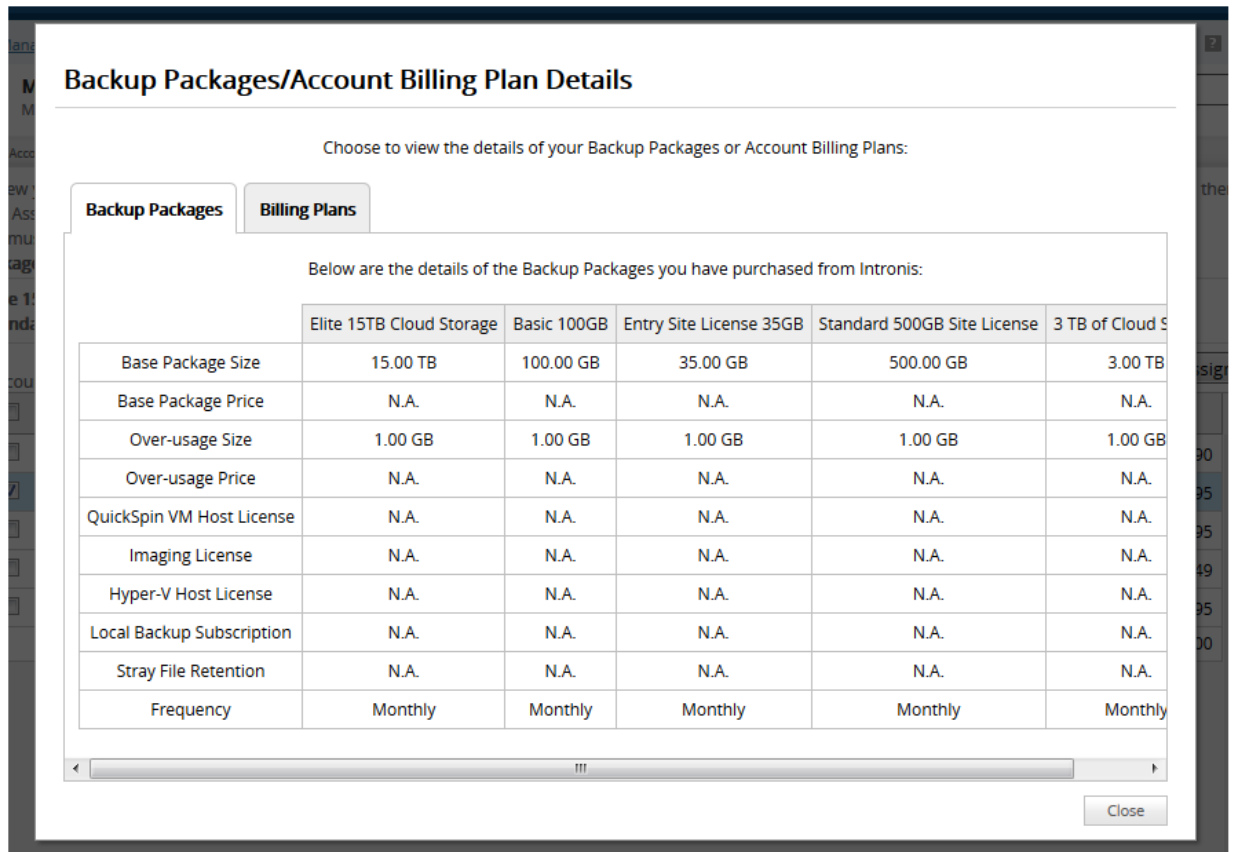 Backup Packages/Account Billing Plan Details
Choose to view the details of your Backup Packages or Account Billing Plans:
Backup Packages Billing Plans
Below are the details of the Backup Packages you have purchased from Intronis:
Elite 15TB Cloud Storage Basic 100GB Entry Site License 35GB Standard 500GB Site License 3 TB of Cloud S
Base Package Size 15.00 TB 100.00 GB 35.00 GB 500.00 GB 3.00 TB
Base Package Price N.A. N.A. N.A. N.A. N.A.
Over-usage Size 1.00 GB 1.00 GB 1.00 GB 1.00 GB 1.00 GB
Over-usage Price N.A. N.A. N.A. N.A. N.A.
QuickSpin VM Host License N.A. N.A. N.A. N.A. N.A.
Imaging License N.A. N.A. N.A. N.A. N.A.
Hyper-V Host License N.A. N.A. N.A. N.A. N.A.
Local Backup Subscription N.A. N.A. N.A. N.A. N.A.
Stray File Retention N.A. N.A. N.A. N.A. N.A.
Frequency Monthly Monthly Monthly Monthly Monthly
Close